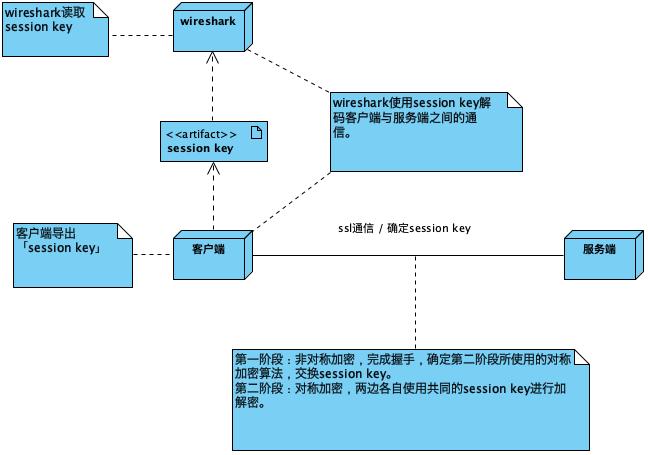 wireshark读取
session key
wireshark
<<artifact>>
session key
wireshark使用session key解
码客户端与服务端之间的通
信。
客户端导出
「session key」
客户端
ssl通信 / 确定session key
服务端
第一阶段：非对称加密，完成握手，确定第二阶段所使用的对称
加密算法，交换session key。
第二阶段：对称加密，两边各自使用共同的session key进行加
解密。